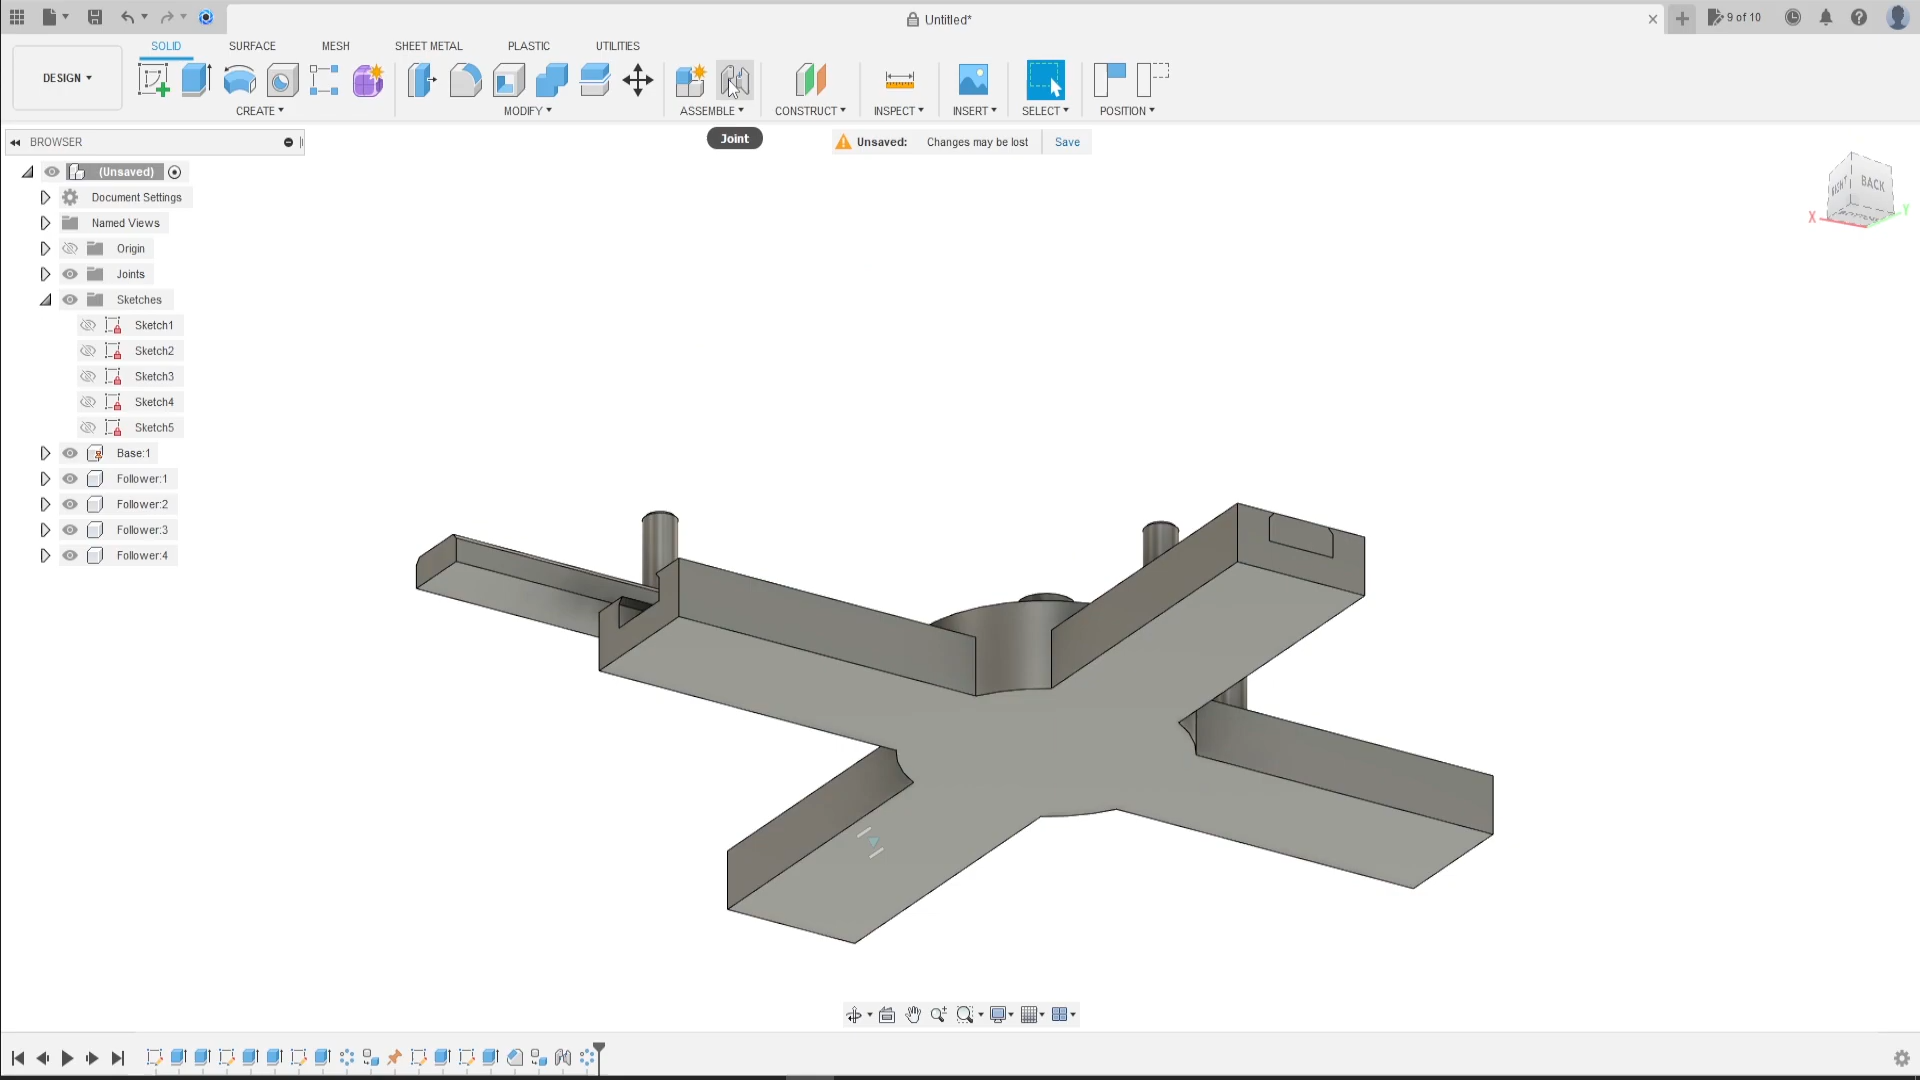 Untitled*
9 of 10
SOLID
SURFACE
MESH
SHEET METAL
PLASTIC
UTILITIES
DESIGN
CREATE
MODIFY
ASSEMBLE
CONSTRUCT
INSPECT
INSERT
SELECT
POSITION
BROWSER
Joint
Unsaved: Changes may be lost Save
(Unsaved)
Document Settings
Named Views
Origin
Joints
Sketches
Sketch1
Sketch2
Sketch3
Sketch4
Sketch5
Base:1
Follower:1
Follower:2
Follower:3
Follower:4
RIGHT
BACK
BOTTOM
X
Y